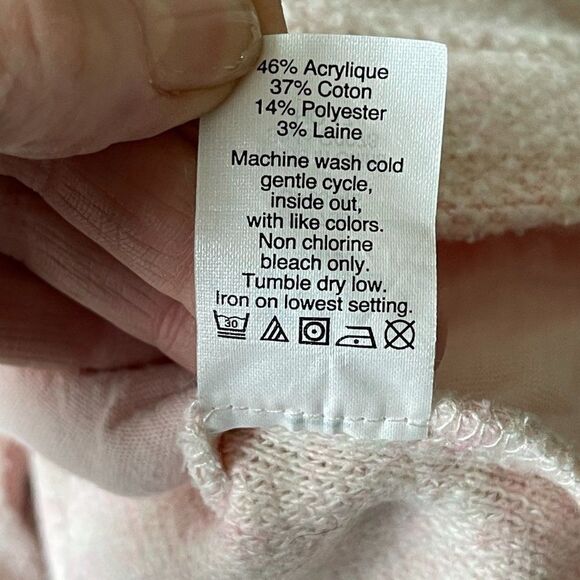 46% Acrylique
37% Coton
14% Polyester
3% Laine
Machine wash cold
gentle cycle,
inside out,
with like colors.
Non chlorine
bleach only.
Tumble dry low.
Iron on lowest setting.
30